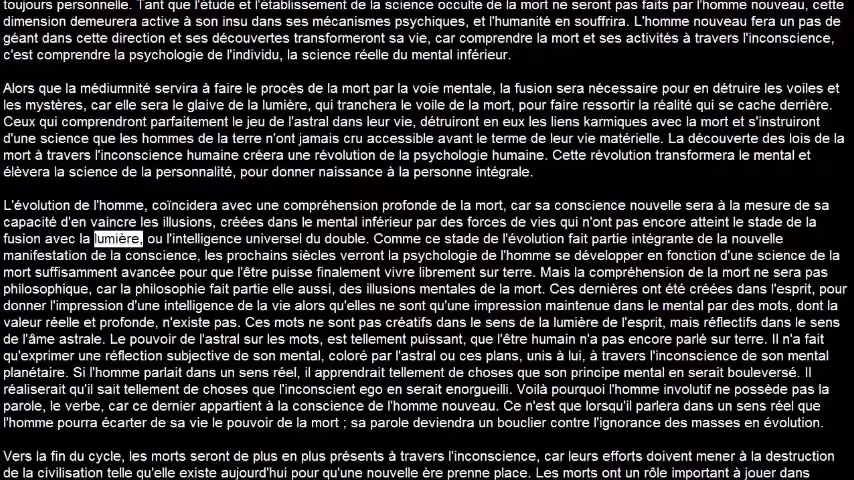 toujours personnelle. Tant que l'étude et l'établissement de la science occulte de la mort ne seront pas faits par l'homme nouveau, cette
dimension demeurera active à son insu dans ses mécanismes psychiques, et l'humanité en souffrira. L'homme nouveau fera un pas de
géant dans cette direction et ses découvertes transformeront sa vie, car comprendre la mort et ses activités à travers l'inconscience,
c'est comprendre la psychologie de l'individu, la science réelle du mental inférieur.
Alors que la médiumnité servira à faire le procès de la mort par la voie mentale, la fusion sera nécessaire pour en détruire les voiles et
les mystères, car elle sera le glaive de la lumière, qui tranchera le voile de la mort, pour faire ressortir la réalité qui se cache derrière.
Ceux qui comprendront parfaitement le jeu de l'astral dans leur vie, détruiront en eux les liens karmiques avec la mort et s'instruiront
d'une science que les hommes de la terre n'ont jamais cru accessible avant le terme de leur vie matérielle. La découverte des lois de la
mort à travers l'inconscience humaine créera une révolution de la psychologie humaine. Cette révolution transformera le mental et
élèvera la science de la personnalité, pour donner naissance à la personne intégrale.
L'évolution de l'homme, coïncidera avec une compréhension profonde de la mort, car sa conscience nouvelle sera à la mesure de sa
capacité d'en vaincre les illusions, créées dans le mental inférieur par des forces de vies qui n'ont pas encore atteint le stade de la
fusion avec la lumière, ou l'intelligence universel du double. Comme ce stade de l'évolution fait partie intégrante de la nouvelle
manifestation de la conscience, les prochains siècles verront la psychologie de l'homme se développer en fonction d'une science de la
mort suffisamment avancée pour que l'être puisse finalement vivre librement sur terre. Mais la compréhension de la mort ne sera pas
philosophique, car la philosophie fait partie elle aussi, des illusions mentales de la mort. Ces dernières ont été créées dans l'esprit, pour
donner l'impression d'une intelligence de la vie alors qu'elles ne sont qu'une impression maintenue dans le mental par des mots, dont la
valeur réelle et profonde, n'existe pas. Ces mots ne sont pas créatifs dans le sens de la lumière de l'esprit, mais réflectifs dans le sens
de l'âme astrale. Le pouvoir de l'astral sur les mots, est tellement puissant, que l'être humain n'a pas encore parlé sur terre. Il n'a fait
qu'exprimer une réflection subjective de son mental, coloré par l'astral ou ces plans, unis à lui, à travers l'inconscience de son mental
planétaire. Si l'homme parlait dans un sens réel, il apprendrait tellement de choses que son principe mental en serait bouleversé. Il
réaliserait qu'il sait tellement de choses que l'inconscient ego en serait enorgueilli. Voilà pourquoi l'homme involutif ne possède pas la
parole, le verbe, car ce dernier appartient à la conscience de l'homme nouveau. Ce n'est que lorsqu'il parlera dans un sens réel que
l'homme pourra écarter de sa vie le pouvoir de la mort ; sa parole deviendra un bouclier contre l'ignorance des masses en évolution.
Vers la fin du cycle, les morts seront de plus en plus présents à travers l'inconscience, car leurs efforts doivent mener à la destruction
de la civilisation telle qu'elle existe aujourd'hui pour qu'une nouvelle ère prenne place. Les morts ont un rôle important à jouer dans